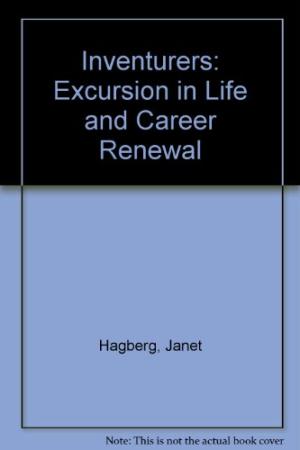 Inventurers:
Excursion in Life
and Career
Renewal
Hagberg, Janet
Note: This is not the actual book cover